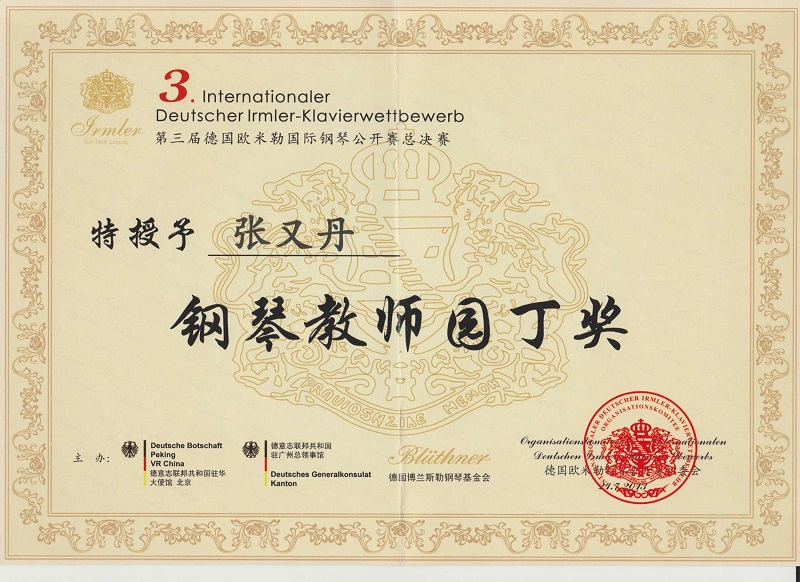 3. Internationaler
Deutscher Irmler-Klavierwettbewerb
第三届德国欧米勒国际钢琴公开赛总决赛
Irmler
特授予 张又丹
钢琴教师园丁奖
主办:
Deutsche Botschaft
Peking
VR China
德意志联邦共和国驻华
大使馆 北京
德意志联邦共和国
驻广州总领事馆
Deutsches Generalkonsulat
Kanton
Blüthner
德国博兰斯勒钢琴基金会
Deutschen
德国欧米勒
DEUTSCHER IRMLER-KLAVIER
ORGANISATIONSKOMITEE